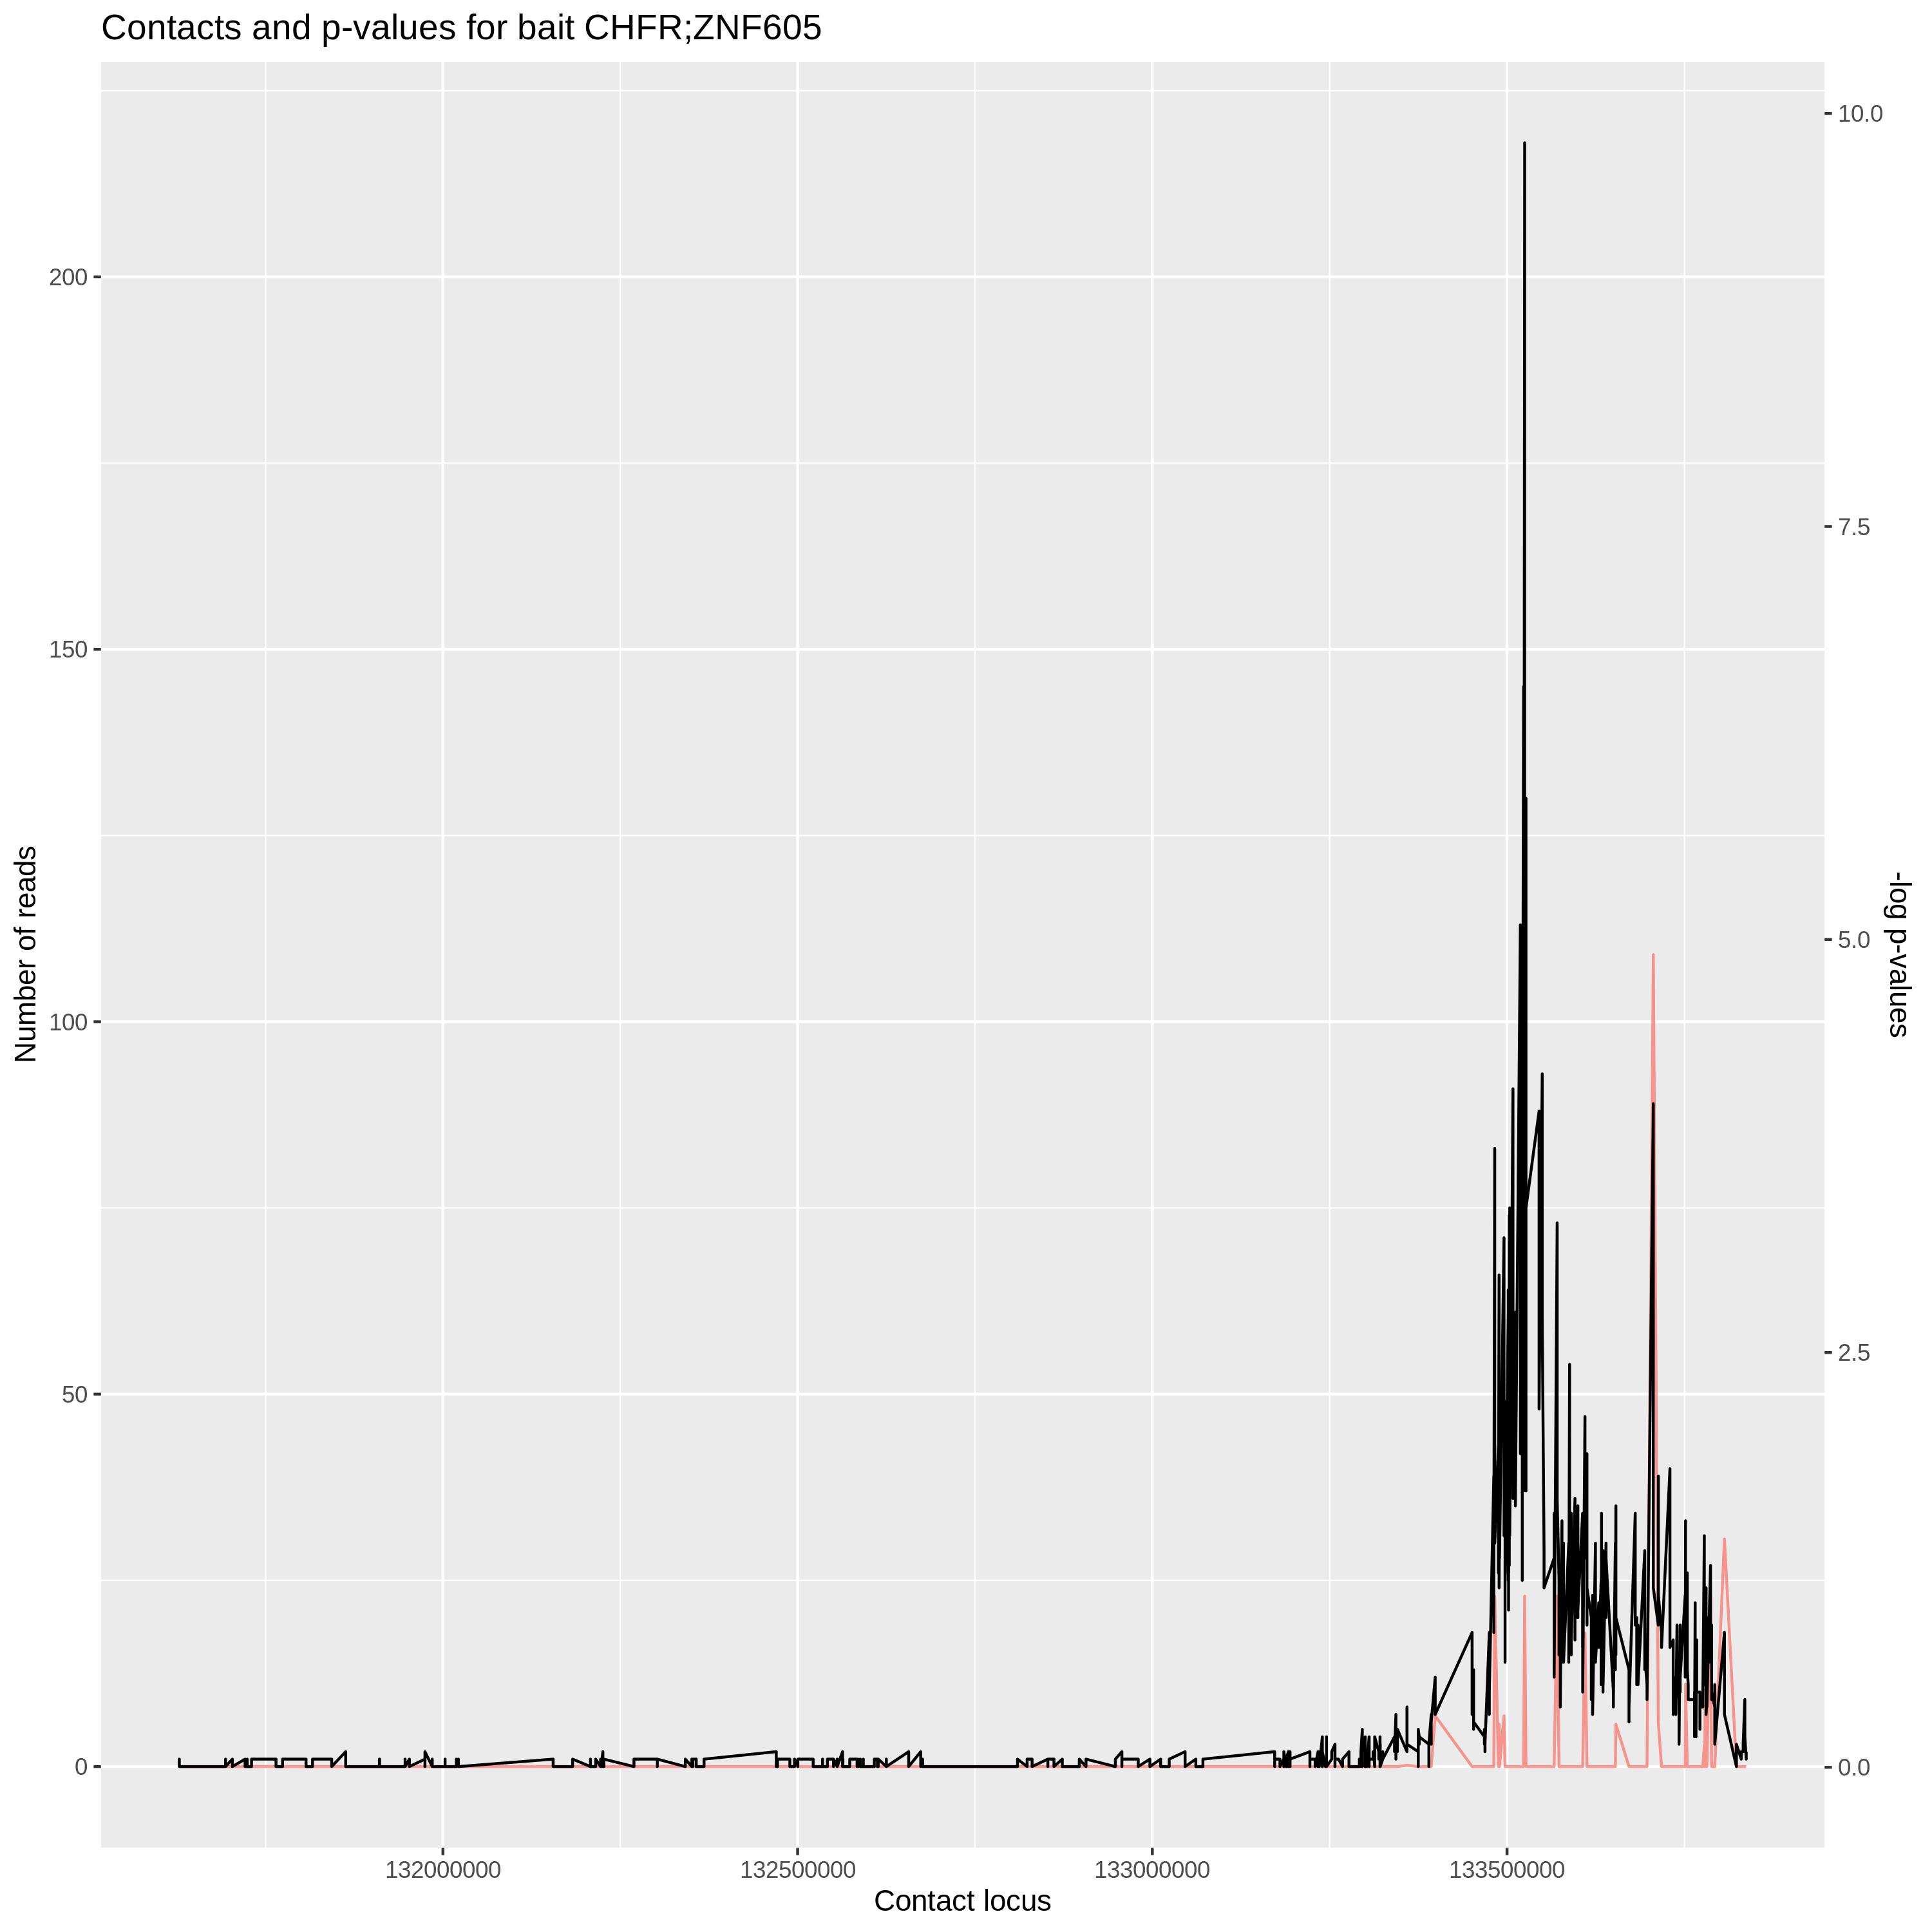 Contacts and p-values for bait CHFR;ZNF605
10.0
200
7.5
150
5.0
Number of reads
-log p-values
100
2.5
50
0
0.0
132000000 132500000 133000000 133500000
Contact locus